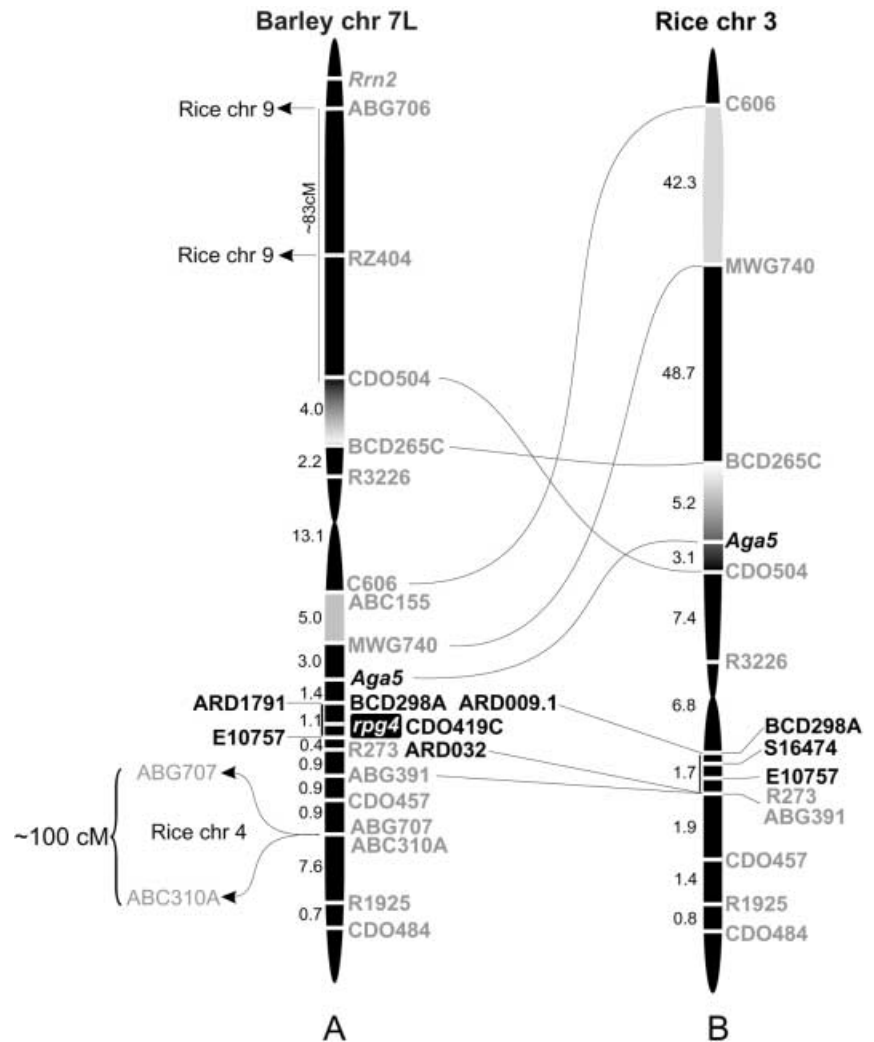 Barley chr 7L
Rice chr 3
Rrn2
Rice chr 9
ABG706
~83cM
Rice chr 9
RZ404
CDO504
4.0
BCD265C
2.2
R3226
13.1
C606
ABC155
5.0
MWG740
3.0
Aga5
1.4
ARD1791
BCD298A ARD009.1
1.1
rpg4 CDO419C
E10757
0.4
R273 ARD032
0.9
ABG391
0.9
CDO457
0.9
ABG707
ABC310A
7.6
R1925
0.7
CDO484
ABG707
~100 cM
Rice chr 4
ABC310A
A
C606
42.3
MWG740
48.7
BCD265C
5.2
Aga5
3.1
CDO504
7.4
R3226
6.8
BCD298A
S16474
1.7
E10757
R273
ABG391
1.9
CDO457
1.4
R1925
0.8
CDO484
B